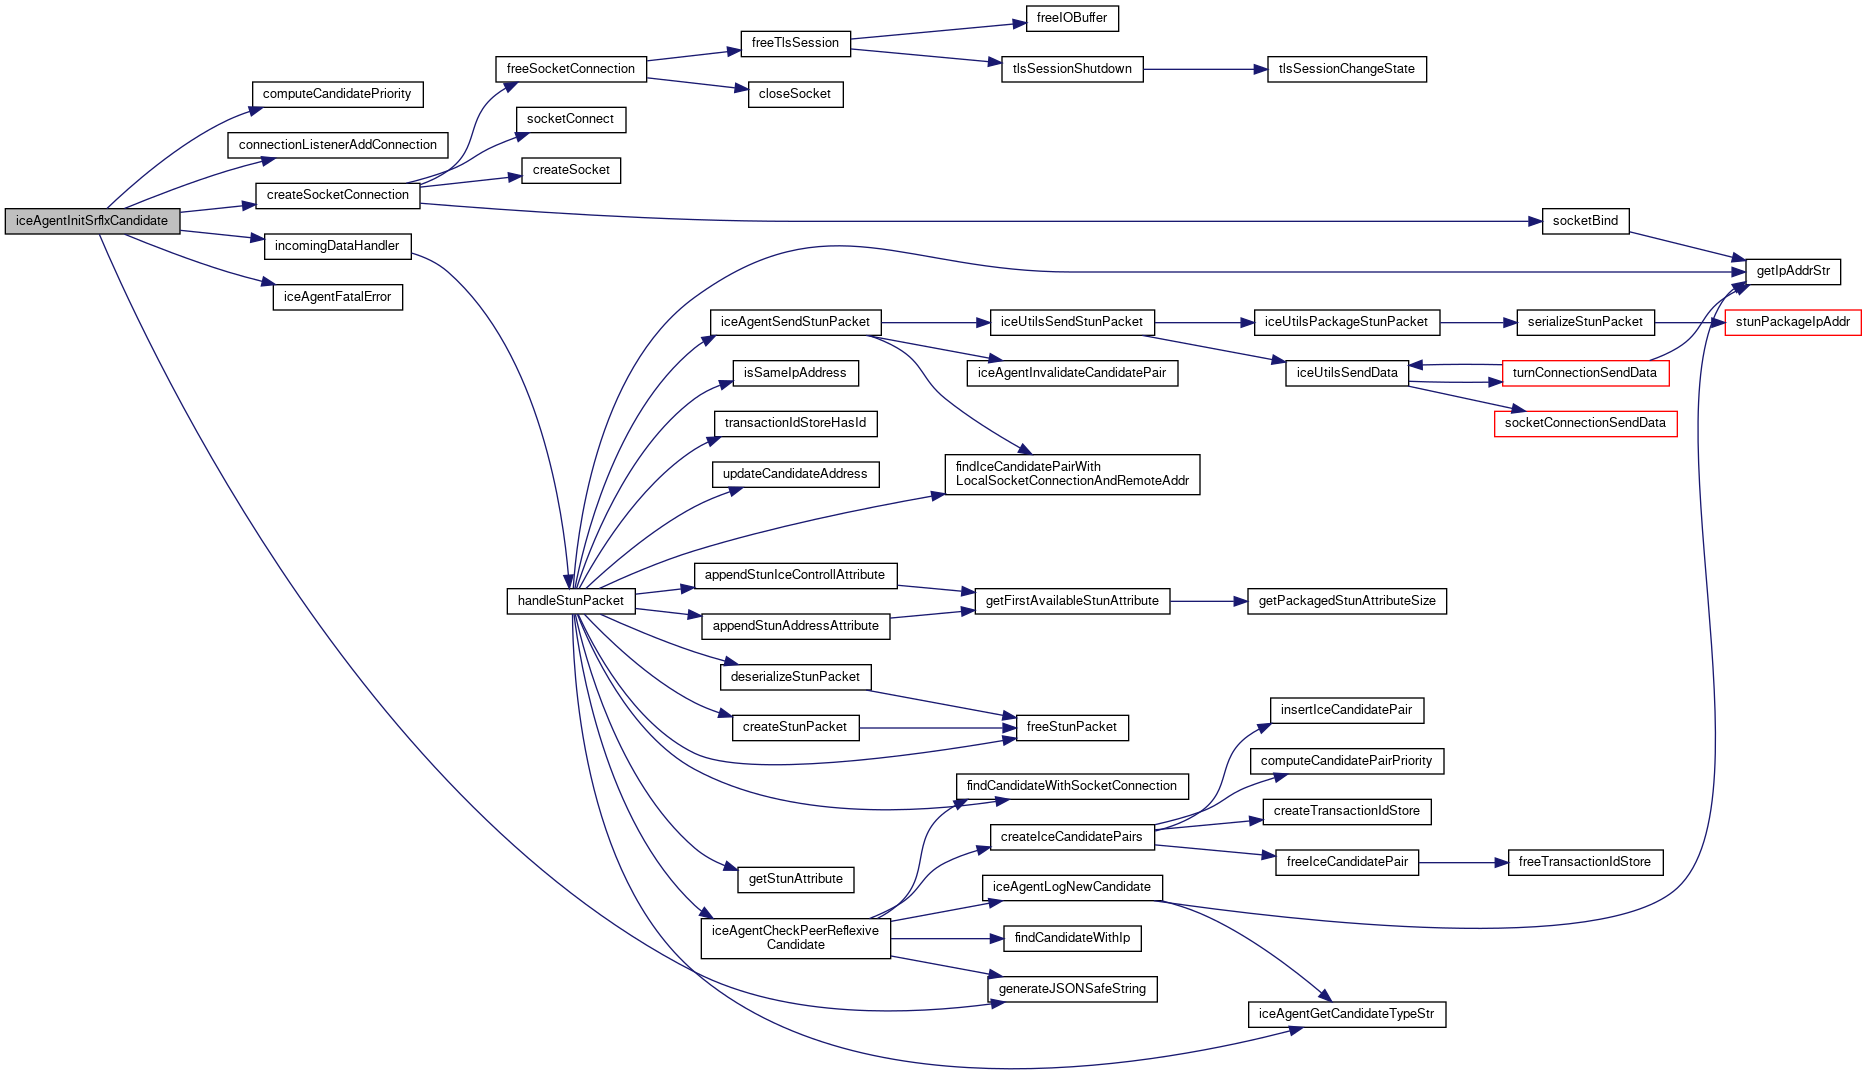 freeIOBuffer
freeTlsSession
freeSocketConnection
tlsSessionShutdown
tlsSessionChangeState
computeCandidatePriority
closeSocket
socketConnect
connectionListenerAddConnection
createSocket
createSocketConnection
iceAgentInitSrflxCandidate
socketBind
incomingDataHandler
getIpAddrStr
iceAgentFatalError
iceAgentSendStunPacket
iceUtilsSendStunPacket
iceUtilsPackageStunPacket
serializeStunPacket
stunPackageIpAddr
isSameIpAddress
iceAgentInvalidateCandidatePair
iceUtilsSendData
turnConnectionSendData
transactionIdStoreHasId
socketConnectionSendData
updateCandidateAddress
findIceCandidatePairWith
LocalSocketConnectionAndRemoteAddr
appendStunIceControllAttribute
handleStunPacket
getFirstAvailableStunAttribute
getPackagedStunAttributeSize
appendStunAddressAttribute
deserializeStunPacket
createStunPacket
freeStunPacket
insertIceCandidatePair
computeCandidatePairPriority
findCandidateWithSocketConnection
createTransactionIdStore
createIceCandidatePairs
freeIceCandidatePair
freeTransactionIdStore
getStunAttribute
iceAgentLogNewCandidate
iceAgentCheckPeerReflexive
Candidate
findCandidateWithIp
generateJSONSafeString
iceAgentGetCandidateTypeStr